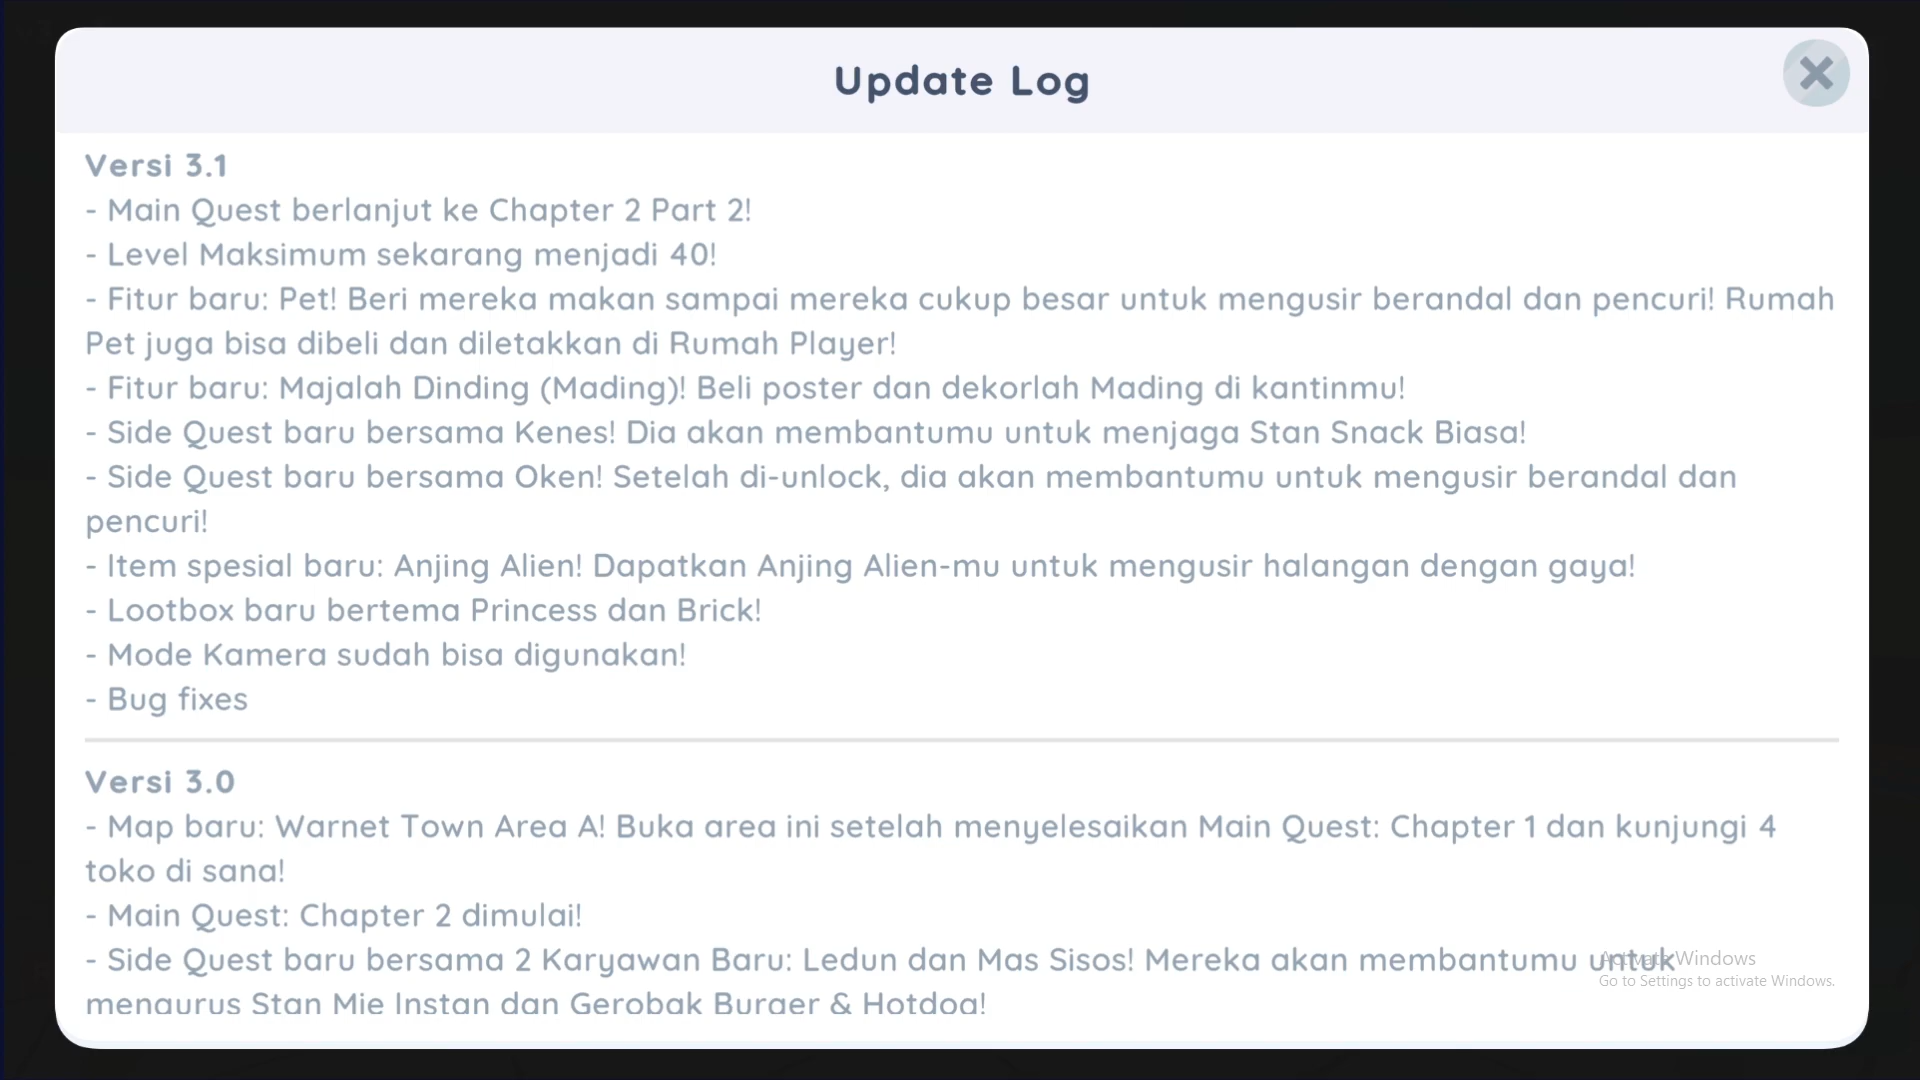 Update Log
Versi 3.1
- Main Quest berlanjut ke Chapter 2 Part 2!
- Level Maksimum sekarang menjadi 40!
- Fitur baru: Pet! Beri mereka makan sampai mereka cukup besar untuk mengusir berandal dan pencuri! Rumah
Pet juga bisa dibeli dan diletakkan di Rumah Player!
- Fitur baru: Majalah Dinding (Mading)! Beli poster dan dekorlah Mading di kantinmu!
- Side Quest baru bersama Kenes! Dia akan membantumu untuk menjaga Stan Snack Biasa!
- Side Quest baru bersama Oken! Setelah di-unlock, dia akan membantumu untuk mengusir berandal dan
pencuri!
- Item spesial baru: Anjing Alien! Dapatkan Anjing Alien-mu untuk mengusir halangan dengan gaya!
- Lootbox baru bertema Princess dan Brick!
- Mode Kamera sudah bisa digunakan!
- Bug fixes
Versi 3.0
- Map baru: Warnet Town Area A! Buka area ini setelah menyelesaikan Main Quest: Chapter 1 dan kunjungi 4
toko di sana!
- Main Quest: Chapter 2 dimulai!
- Side Quest baru bersama 2 Karyawan Baru: Ledun dan Mas Sisos! Mereka akan membantumu untuk
mengurus Stan Mie Instan dan Gerobak Burger & Hotdog!
Activate Windows
Go to Settings to activate Windows.